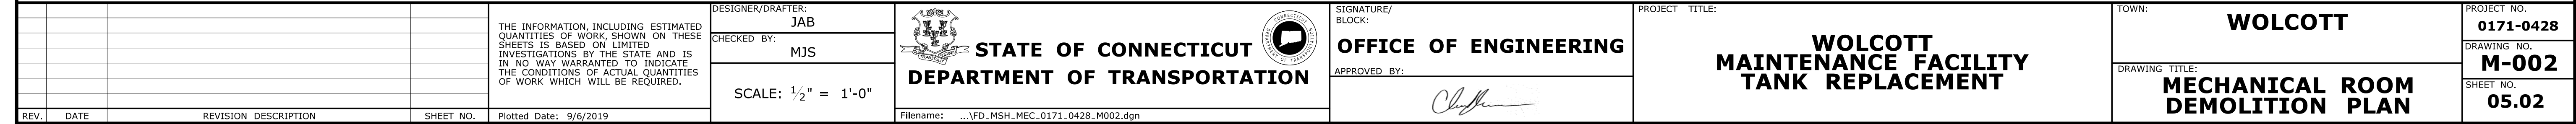 REV.
DATE
REVISION DESCRIPTION
SHEET NO.
THE INFORMATION, INCLUDING ESTIMATED
QUANTITIES OF WORK, SHOWN ON THESE
SHEETS IS BASED ON LIMITED
INVESTIGATIONS BY THE STATE AND IS
IN NO WAY WARRANTED TO INDICATE
THE CONDITIONS OF ACTUAL QUANTITIES
OF WORK WHICH WILL BE REQUIRED.
Plotted Date: 9/6/2019
DESIGNER/DRAFTER:
JAB
CHECKED BY:
MJS
SCALE: 1/2" = 1'-0"
STATE OF CONNECTICUT
DEPARTMENT OF TRANSPORTATION
Filename: ...\FD_MSH_MEC_0171_0428_M002.dgn
SIGNATURE/
BLOCK:
OFFICE OF ENGINEERING
APPROVED BY:
PROJECT TITLE:
WOLCOTT
MAINTENANCE FACILITY
TANK REPLACEMENT
TOWN:
WOLCOTT
DRAWING TITLE:
MECHANICAL ROOM
DEMOLITION PLAN
PROJECT NO.
0171-0428
DRAWING NO.
M-002
SHEET NO.
05.02